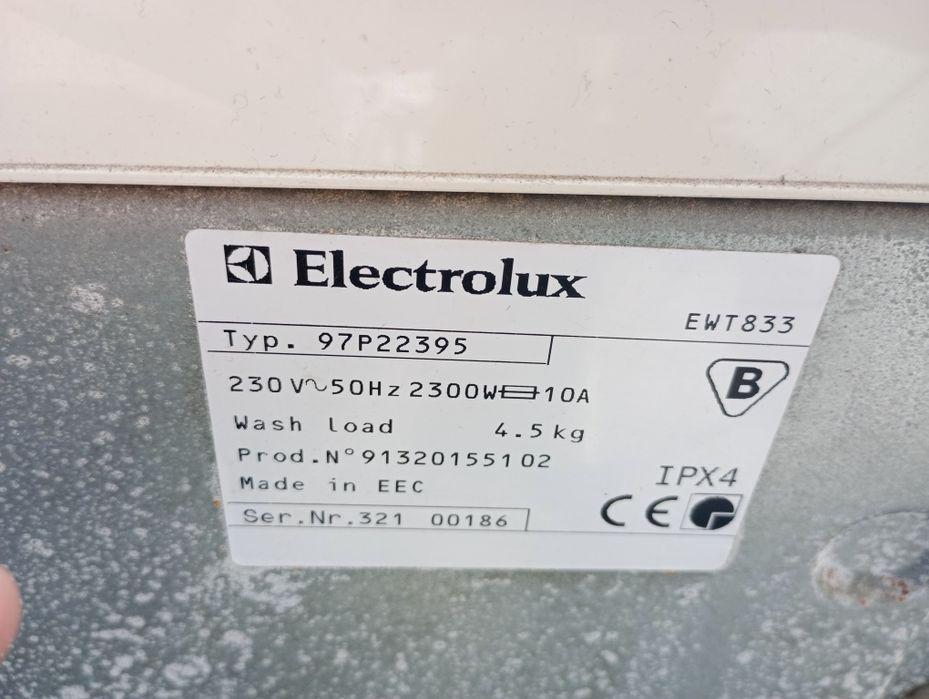 Electrolux
EWT833
Typ. 97P22395
B
230 V~50Hz 2300W 10A
Wash load 4.5kg
Prod.N°91320155102
IPX4
Made in EEC
CE
Ser.Nr.321 00186